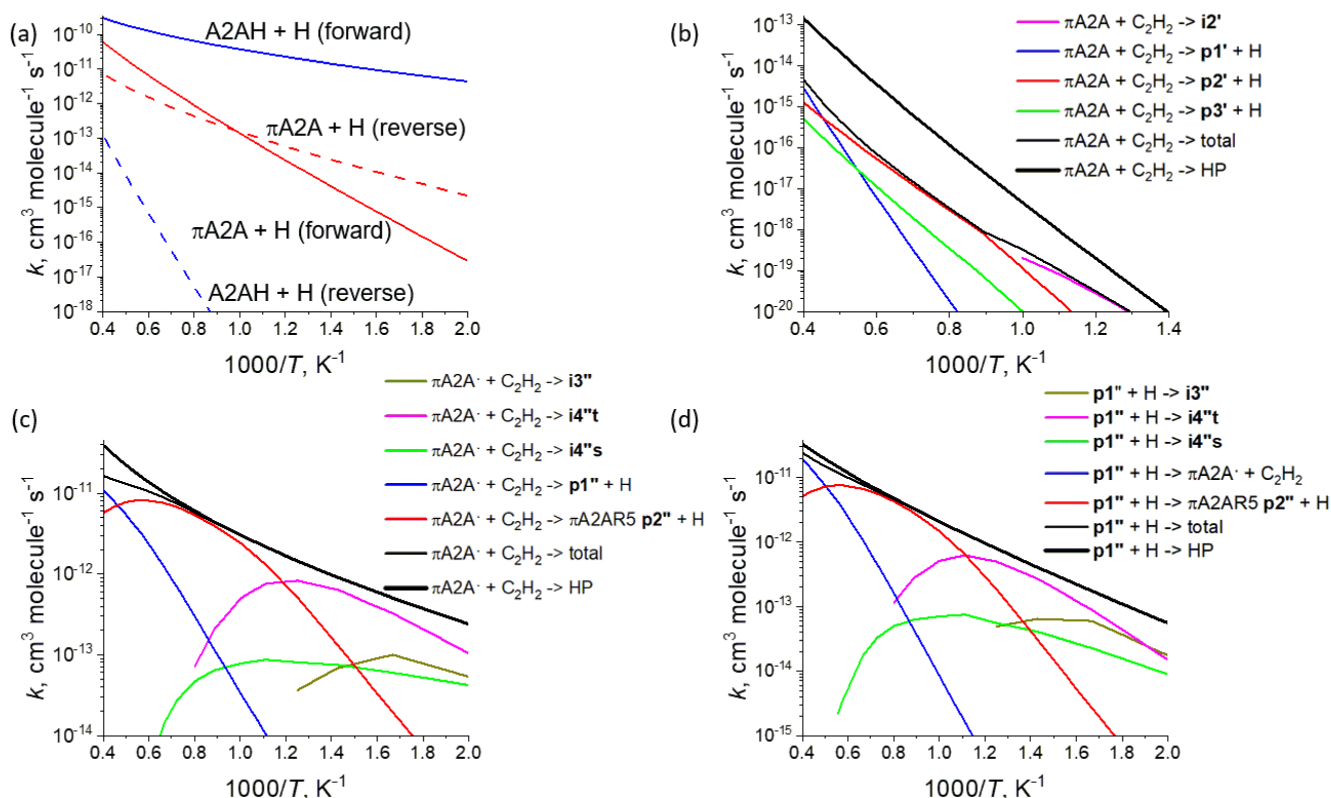 (a)
k, cm³ molecule⁻¹ s⁻¹
10⁻¹⁰
10⁻¹¹
10⁻¹²
10⁻¹³
10⁻¹⁴
10⁻¹⁵
10⁻¹⁶
10⁻¹⁷
10⁻¹⁸
A2AH + H (forward)
πA2A + H (reverse)
πA2A + H (forward)
A2AH + H (reverse)
0.4 0.6 0.8 1.0 1.2 1.4 1.6 1.8 2.0
1000/T, K⁻¹
(b)
k, cm³ molecule⁻¹ s⁻¹
10⁻¹³
10⁻¹⁴
10⁻¹⁵
10⁻¹⁶
10⁻¹⁷
10⁻¹⁸
10⁻¹⁹
10⁻²⁰
πA2A + C₂H₂ -> i2'
πA2A + C₂H₂ -> p1' + H
πA2A + C₂H₂ -> p2' + H
πA2A + C₂H₂ -> p3' + H
πA2A + C₂H₂ -> total
πA2A + C₂H₂ -> HP
0.4 0.6 0.8 1.0 1.2 1.4
1000/T, K⁻¹
(c)
k, cm³ molecule⁻¹ s⁻¹
10⁻¹¹
10⁻¹²
10⁻¹³
10⁻¹⁴
πA2A· + C₂H₂ -> i3"
πA2A· + C₂H₂ -> i4"t
πA2A· + C₂H₂ -> i4"s
πA2A· + C₂H₂ -> p1" + H
πA2A· + C₂H₂ -> πA2AR5 p2" + H
πA2A· + C₂H₂ -> total
πA2A· + C₂H₂ -> HP
0.4 0.6 0.8 1.0 1.2 1.4 1.6 1.8 2.0
1000/T, K⁻¹
(d)
k, cm³ molecule⁻¹ s⁻¹
10⁻¹¹
10⁻¹²
10⁻¹³
10⁻¹⁴
10⁻¹⁵
p1" + H -> i3"
p1" + H -> i4"t
p1" + H -> i4"s
p1" + H -> πA2A· + C₂H₂
p1" + H -> πA2AR5 p2" + H
p1" + H -> total
p1" + H -> HP
0.4 0.6 0.8 1.0 1.2 1.4 1.6 1.8 2.0
1000/T, K⁻¹